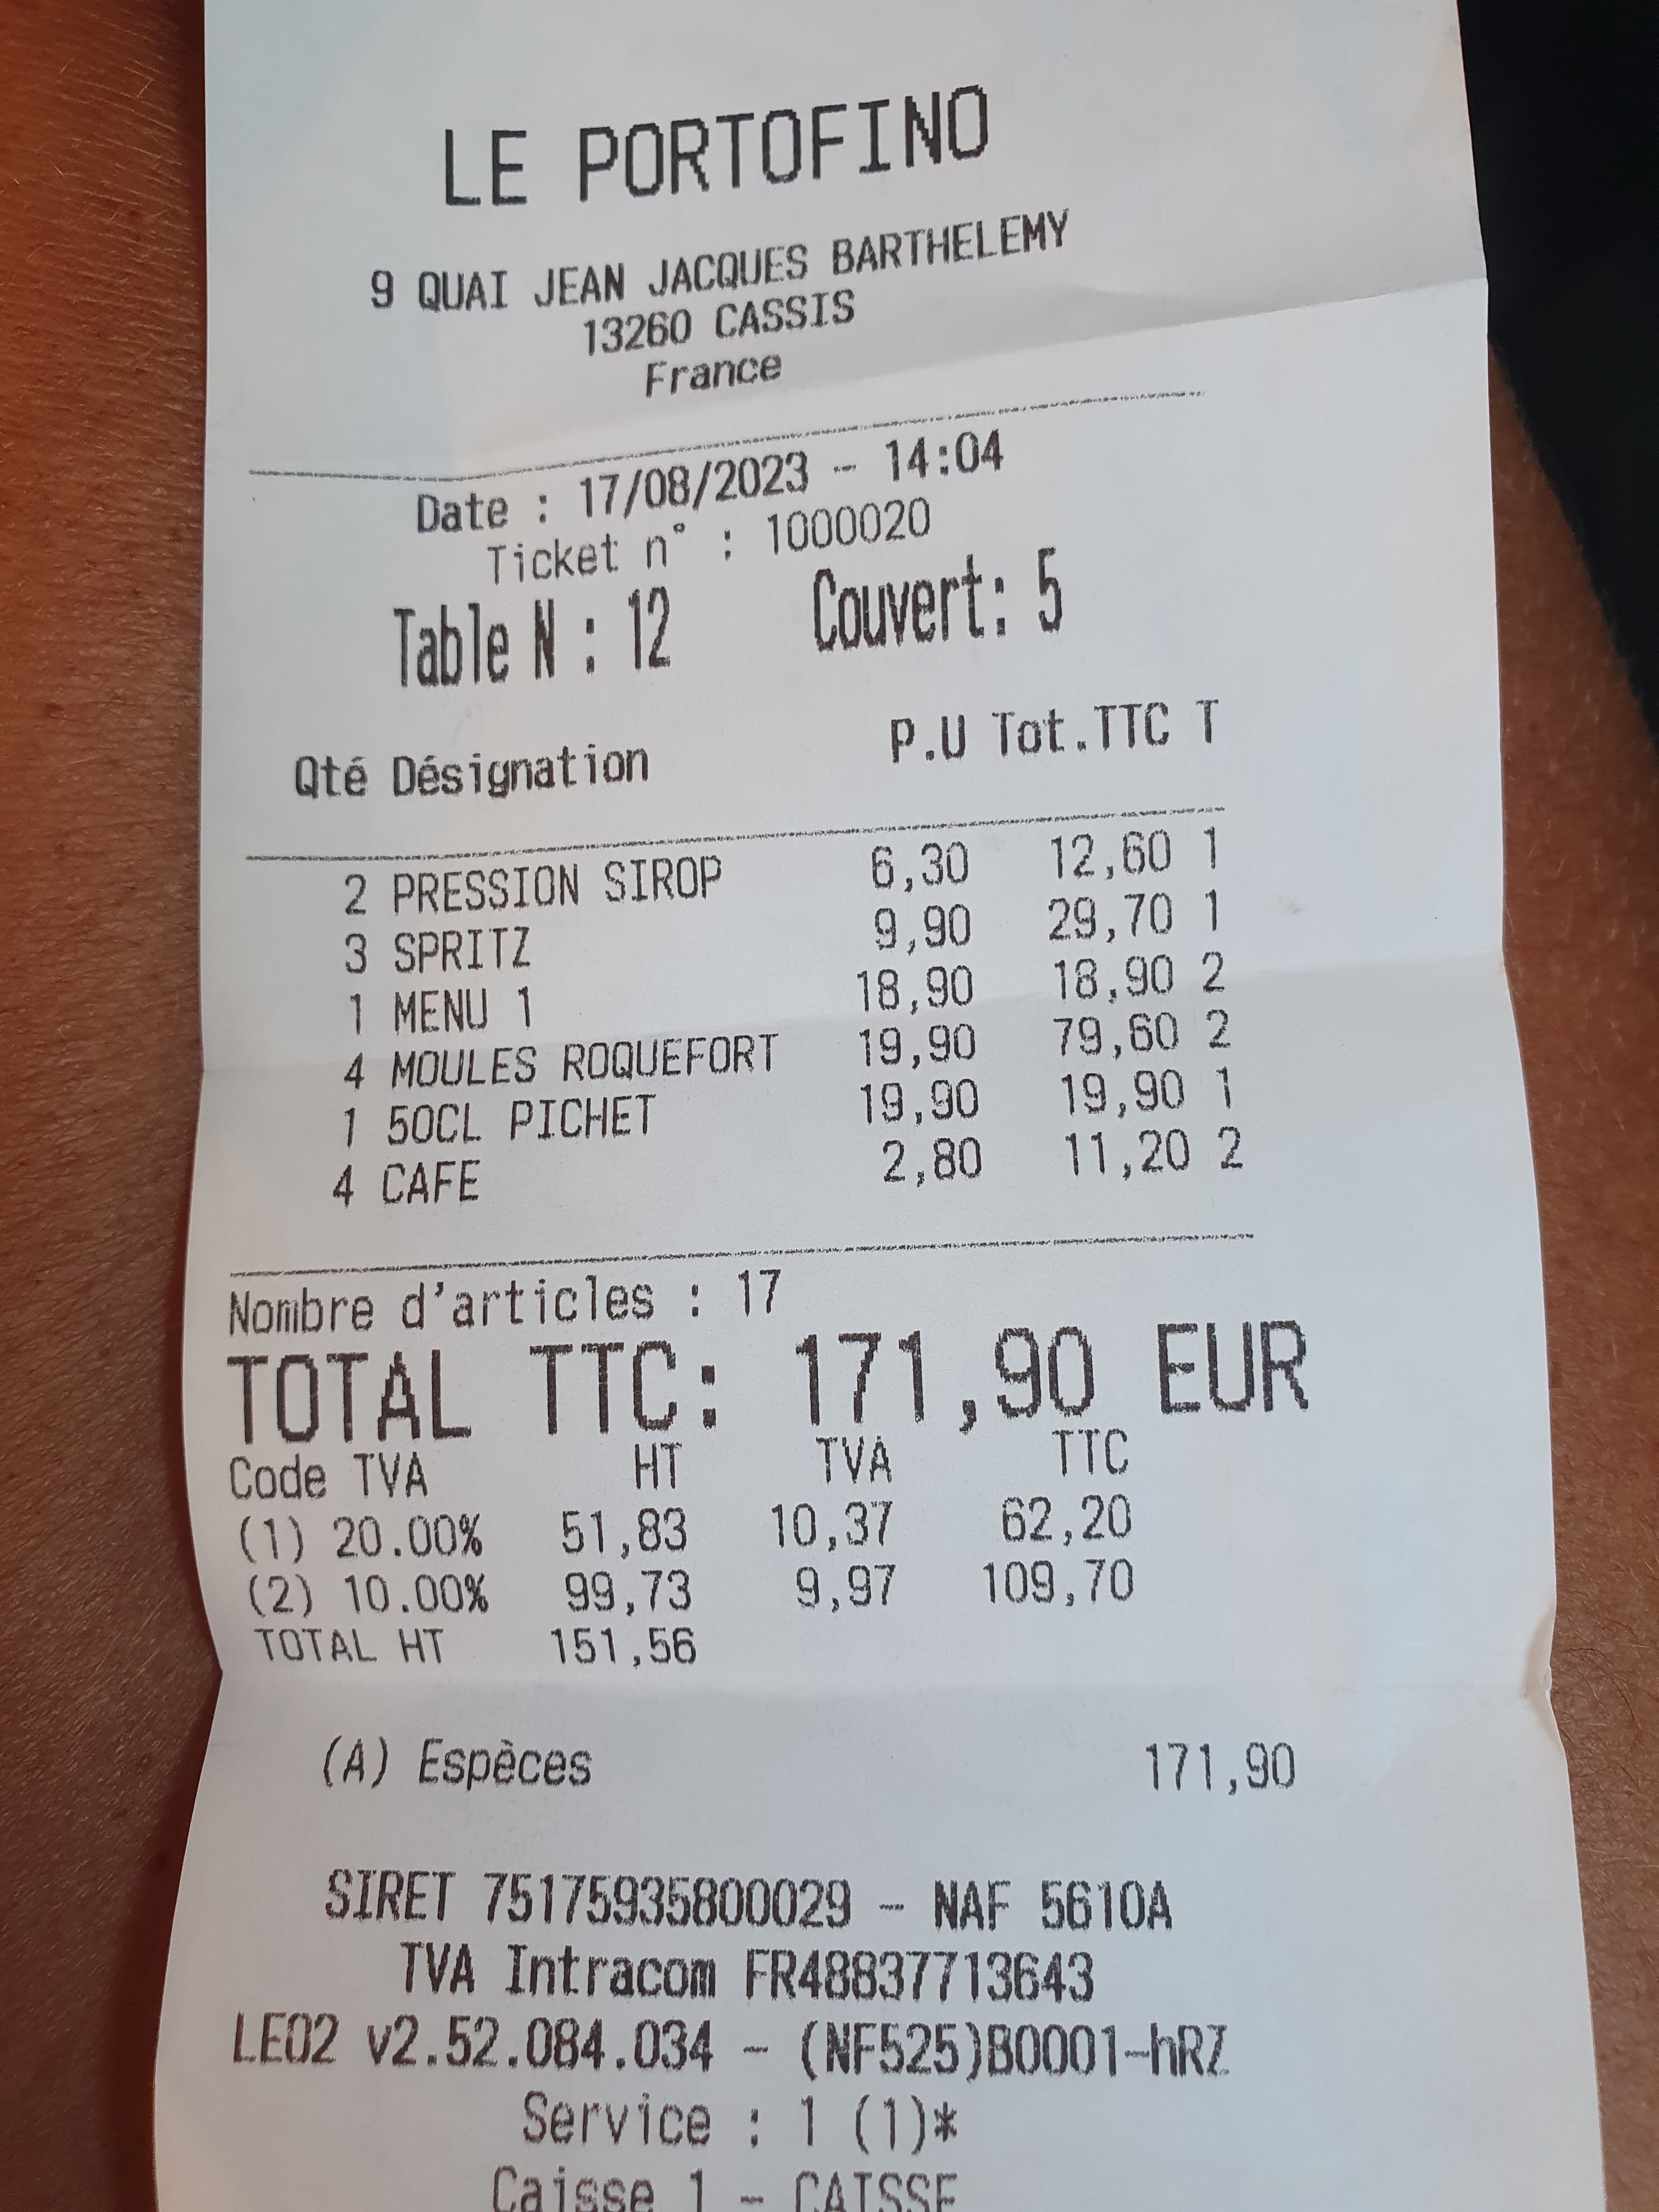 LE PORTOFINO
9 QUAI JEAN JACQUES BARTHELEMY
13260 CASSIS
France
Date : 17/08/2023 - 14:04
Ticket n° : 1000020
Table N : 12 Couvert: 5
Qté Désignation P.U Tot.TTC T
2 PRESSION SIROP 6,30 12,60 1
3 SPRITZ 9,90 29,70 1
1 MENU 1 18,90 18,90 2
4 MOULES ROQUEFORT 19,90 79,60 2
1 50CL PICHET 19,90 19,90 1
4 CAFE 2,80 11,20 2
Nombre d'articles : 17
TOTAL TTC: 171,90 EUR
Code TVA HT TVA TTC
(1) 20.00% 51,83 10,37 62,20
(2) 10.00% 99,73 9,97 109,70
TOTAL HT 151,56
(A) Espèces 171,90
SIRET 75175935800029 - NAF 5610A
TVA Intracom FR48837713643
LEO2 v2.52.084.034 - (NF525)B0001-hRZ
Service : 1 (1)*
Caisse 1 - CAISSE